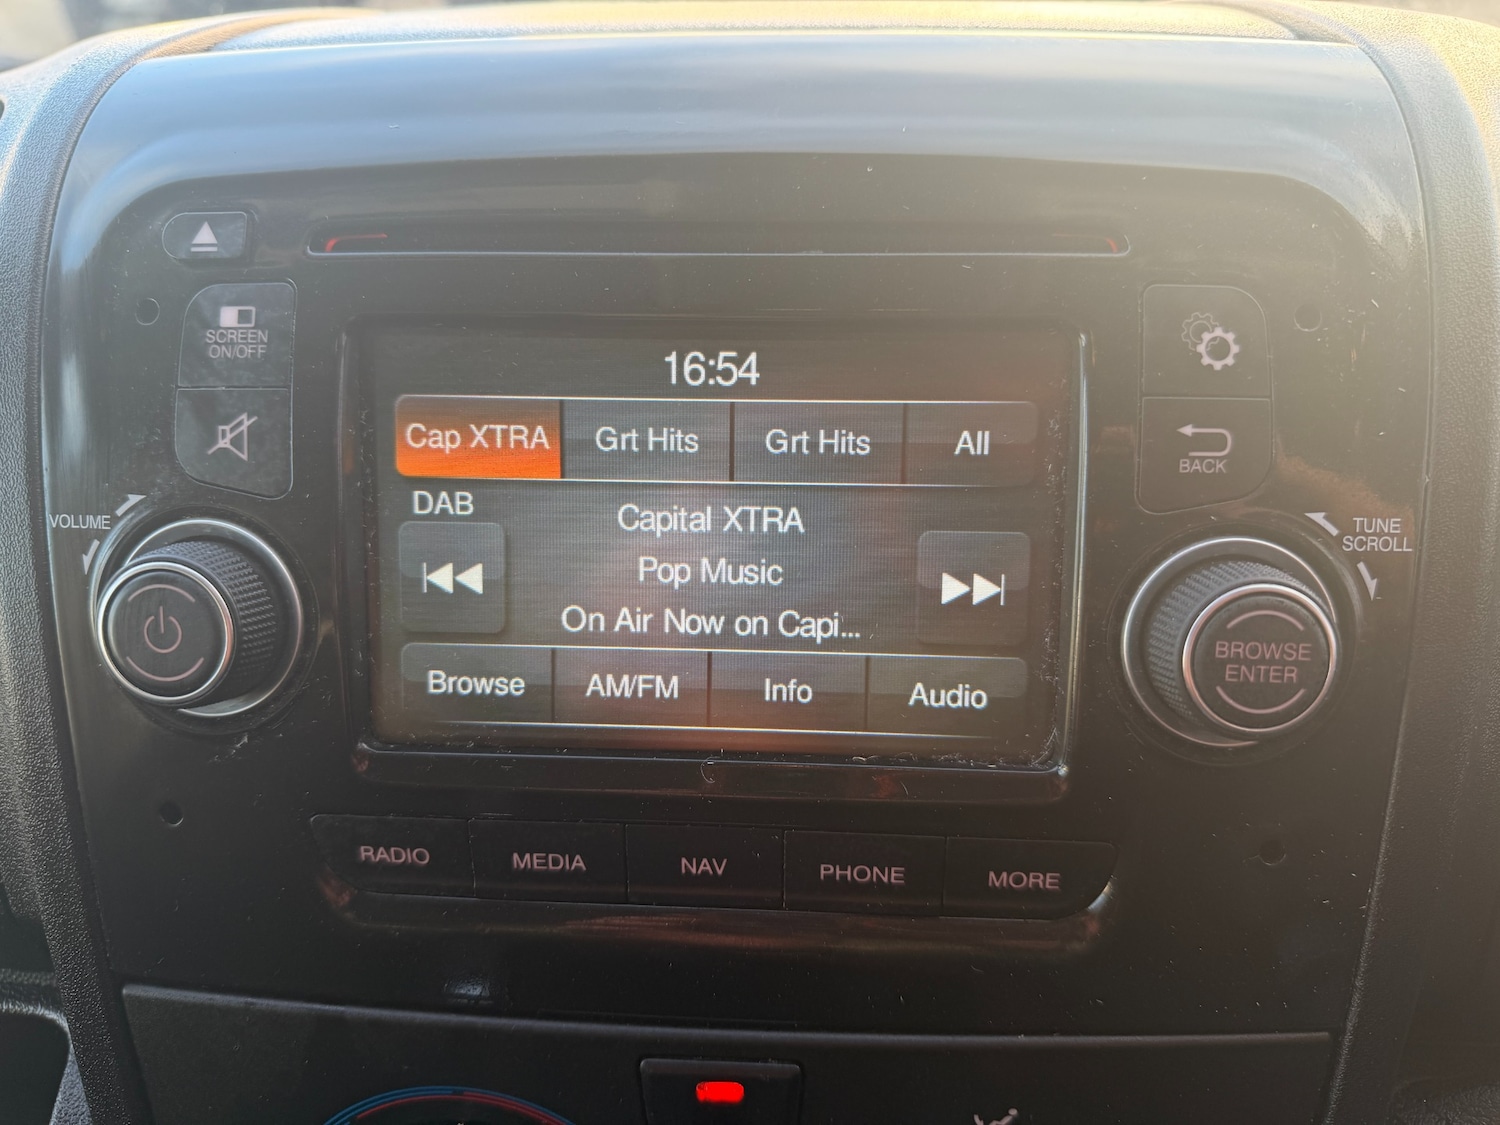 SCREEN
ON/OFF
VOLUME
16:54
Cap XTRA
Grt Hits
Grt Hits
All
DAB
Capital XTRA
Pop Music
On Air Now on Capi...
Browse
AM/FM
Info
Audio
BACK
TUNE
SCROLL
BROWSE
ENTER
RADIO
MEDIA
NAV
PHONE
MORE